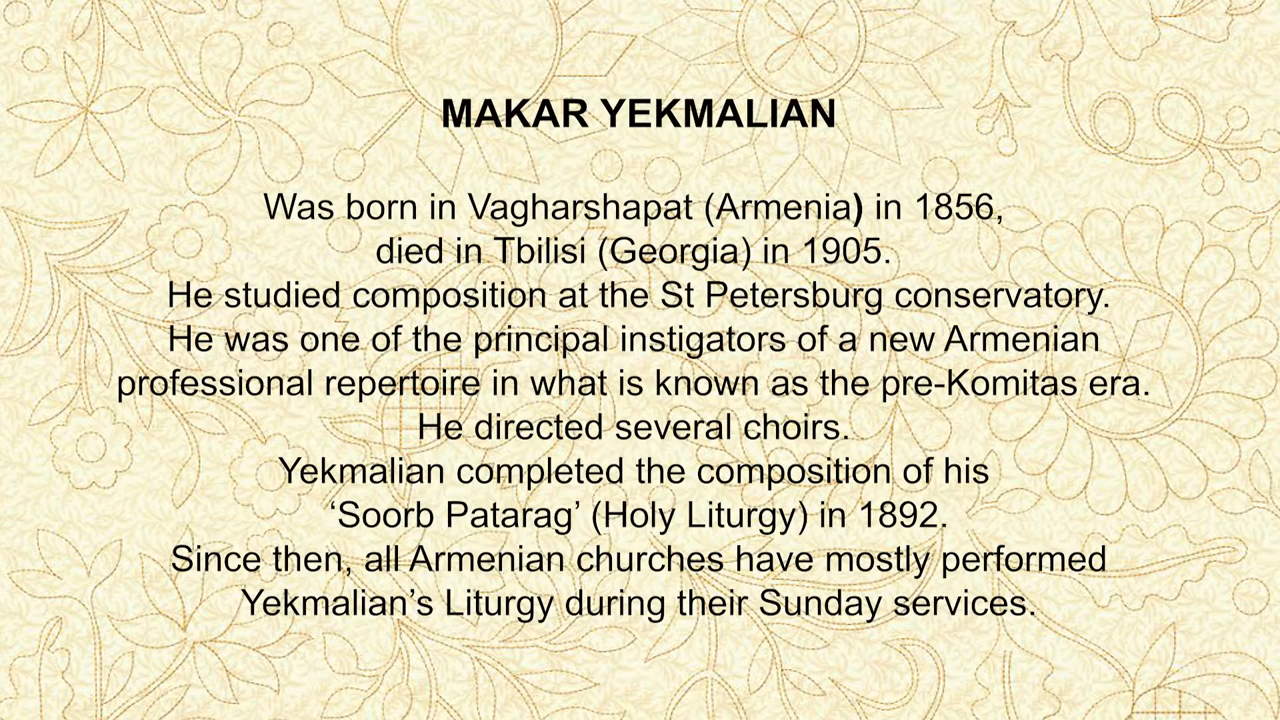 MAKAR YEKMALIAN
Was born in Vagharshapat (Armenia) in 1856,
died in Tbilisi (Georgia) in 1905.
He studied composition at the St Petersburg conservatory.
He was one of the principal instigators of a new Armenian
professional repertoire in what is known as the pre-Komitas era.
He directed several choirs.
Yekmalian completed the composition of his
‘Soorb Patarag’ (Holy Liturgy) in 1892.
Since then, all Armenian churches have mostly performed
Yekmalian’s Liturgy during their Sunday services.